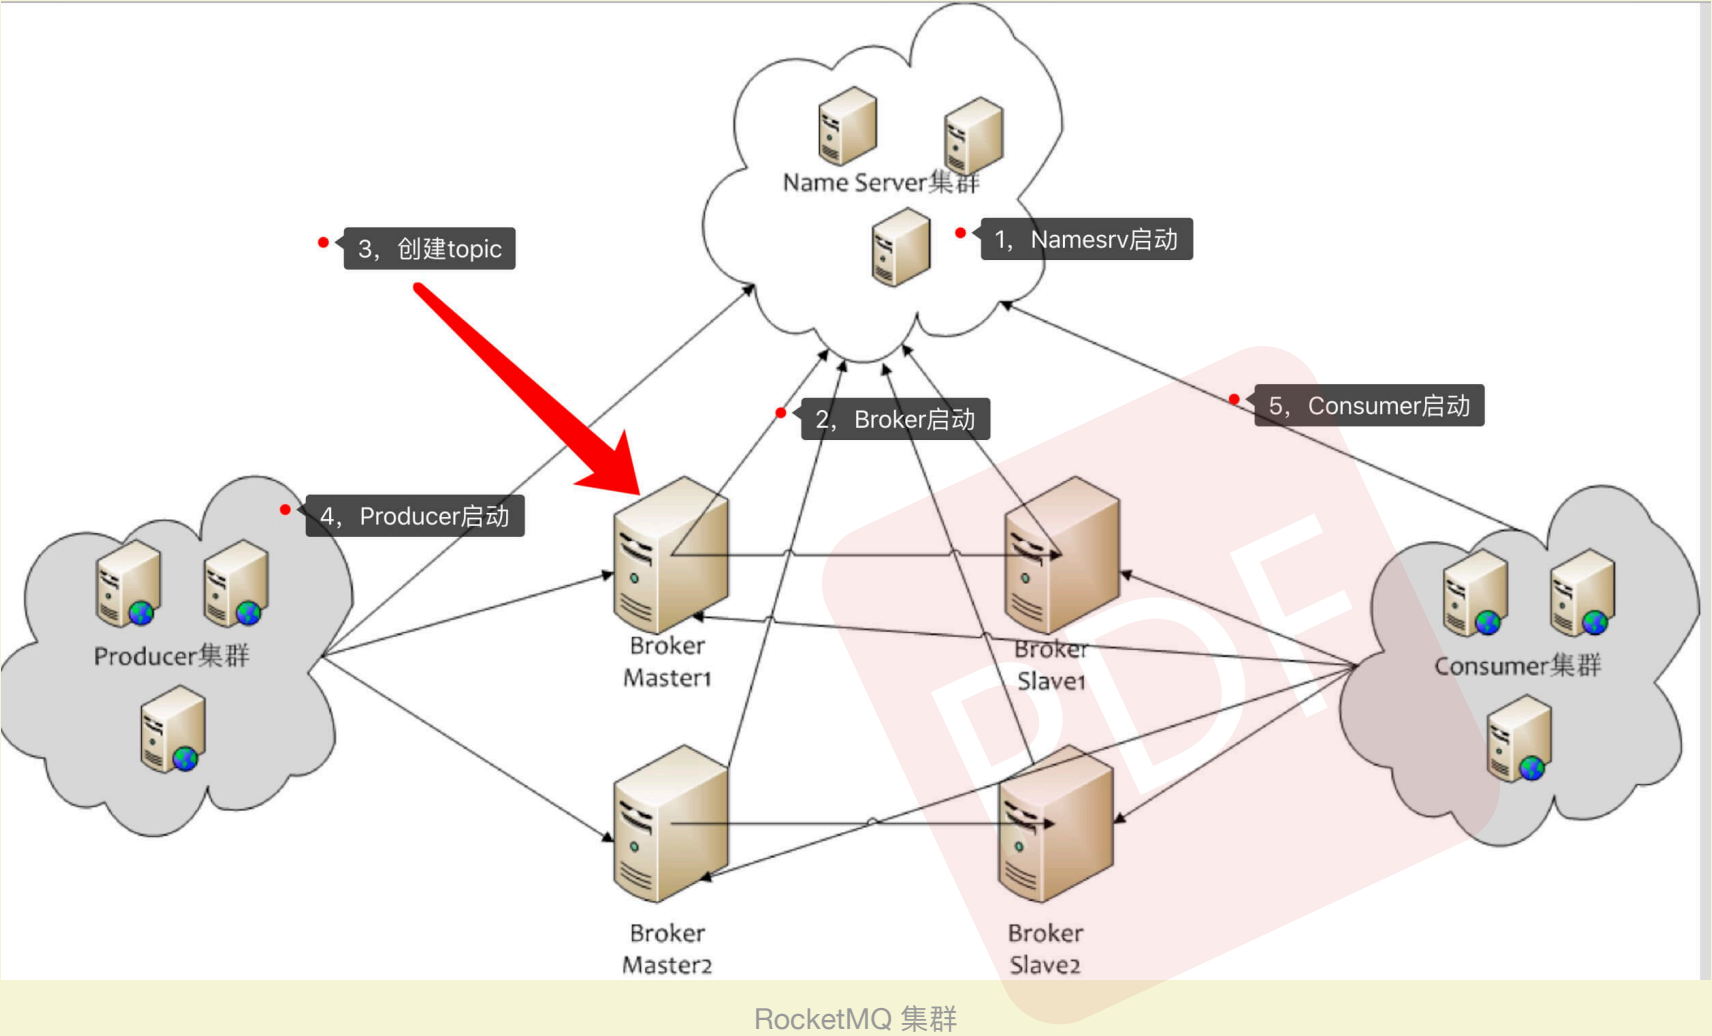 Name Server集群
1，Namesrv启动
3，创建topic
2，Broker启动
5，Consumer启动
4，Producer启动
Producer集群
Broker
Master1
Broker
Slave1
Consumer集群
Broker
Master2
Broker
Slave2
PDF
RocketMQ 集群